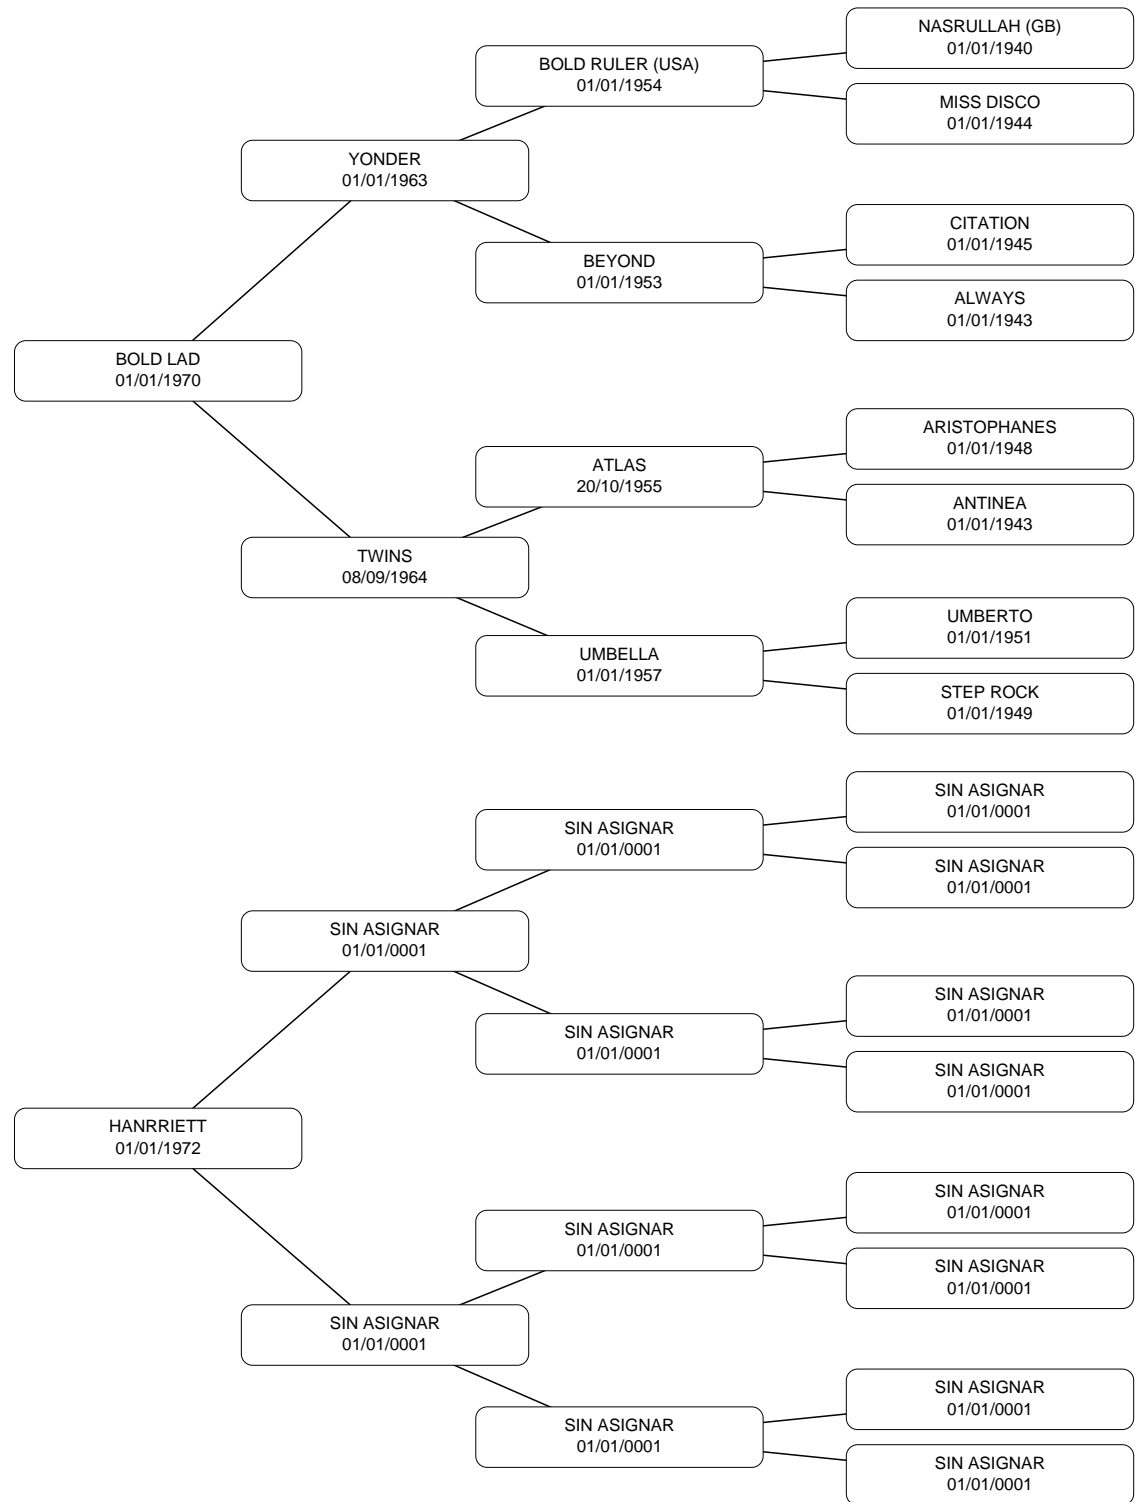 NASRULLAH (GB)
01/01/1940
BOLD RULER (USA)
01/01/1954
MISS DISCO
01/01/1944
YONDER
01/01/1963
CITATION
01/01/1945
BEYOND
01/01/1953
ALWAYS
01/01/1943
BOLD LAD
01/01/1970
ARISTOPHANES
01/01/1948
ATLAS
20/10/1955
ANTINEA
01/01/1943
TWINS
08/09/1964
UMBERTO
01/01/1951
UMBELLA
01/01/1957
STEP ROCK
01/01/1949
SIN ASIGNAR
01/01/0001
SIN ASIGNAR
01/01/0001
SIN ASIGNAR
01/01/0001
SIN ASIGNAR
01/01/0001
SIN ASIGNAR
01/01/0001
SIN ASIGNAR
01/01/0001
SIN ASIGNAR
01/01/0001
HANRRIETT
01/01/1972
SIN ASIGNAR
01/01/0001
SIN ASIGNAR
01/01/0001
SIN ASIGNAR
01/01/0001
SIN ASIGNAR
01/01/0001
SIN ASIGNAR
01/01/0001
SIN ASIGNAR
01/01/0001
SIN ASIGNAR
01/01/0001